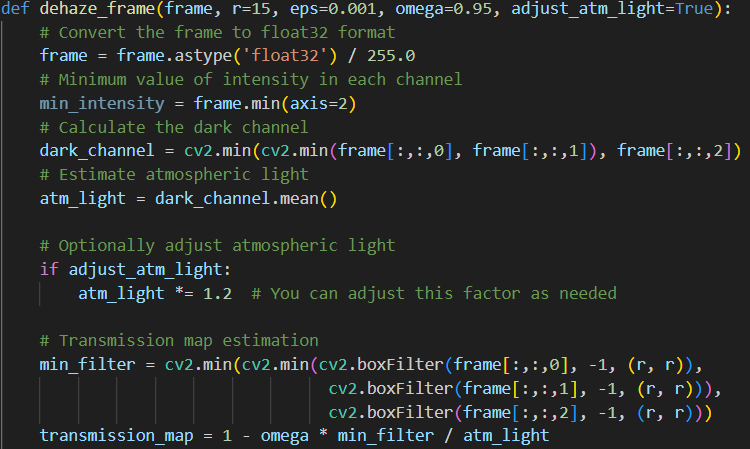 def dehaze_frame(frame, r=15, eps=0.001, omega=0.95, adjust_atm_light=True):
    # Convert the frame to float32 format
    frame = frame.astype('float32') / 255.0
    # Minimum value of intensity in each channel
    min_intensity = frame.min(axis=2)
    # Calculate the dark channel
    dark_channel = cv2.min(cv2.min(frame[:,:,0], frame[:,:,1]), frame[:,:,2])
    # Estimate atmospheric light
    atm_light = dark_channel.mean()

    # Optionally adjust atmospheric light
    if adjust_atm_light:
        atm_light *= 1.2  # You can adjust this factor as needed

    # Transmission map estimation
    min_filter = cv2.min(cv2.min(cv2.boxFilter(frame[:,:,0], -1, (r, r)),
                                  cv2.boxFilter(frame[:,:,1], -1, (r, r))),
                                  cv2.boxFilter(frame[:,:,2], -1, (r, r)))
    transmission_map = 1 - omega * min_filter / atm_light